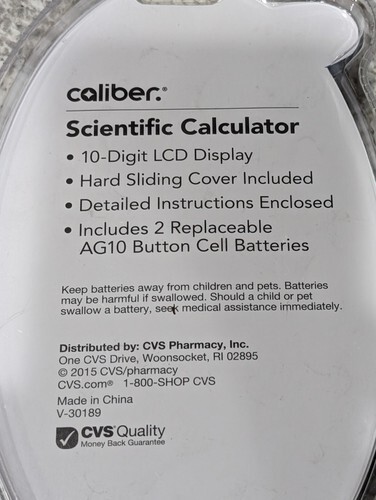 caliber.®
Scientific Calculator
• 10-Digit LCD Display
• Hard Sliding Cover Included
• Detailed Instructions Enclosed
• Includes 2 Replaceable
AG10 Button Cell Batteries
Keep batteries away from children and pets. Batteries
may be harmful if swallowed. Should a child or pet
swallow a battery, seek medical assistance immediately.
Distributed by: CVS Pharmacy, Inc.
One CVS Drive, Woonsocket, RI 02895
© 2015 CVS/pharmacy
CVS.com® 1-800-SHOP CVS
Made in China
V-30189
CVS Quality
Money Back Guarantee